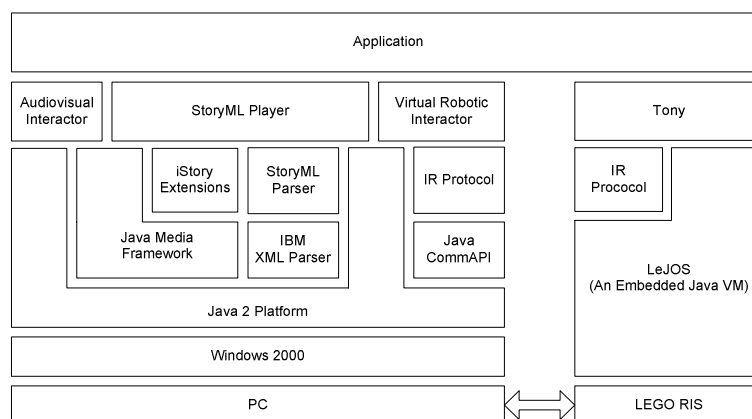 Application
Audiovisual
Interactor
StoryML Player
Virtual Robotic
Interactor
Tony
iStory
Extensions
StoryML
Parser
IR Protocol
IR
Prococol
Java Media
Framework
IBM
XML Parser
Java
CommAPI
LeJOS
(An Embedded Java VM)
Java 2 Platform
Windows 2000
PC
LEGO RIS